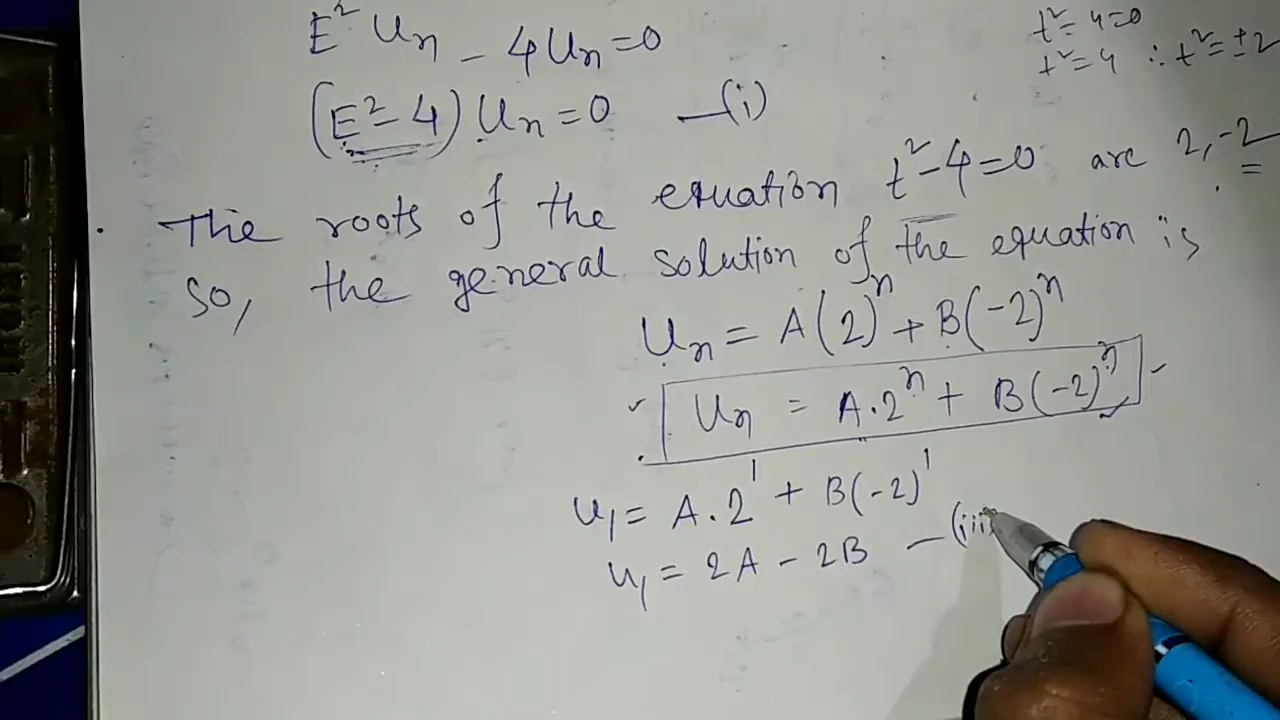 E² Uₙ - 4Uₙ = 0
t² = 4 = 0
t² = 4 ∴ t² = ±2
(E² - 4) Uₙ = 0 —(i)
The roots of the equation t² - 4 = 0 are 2, -2
So, the general solution of the equation is
Uₙ = A(2)ⁿ + B(-2)ⁿ
Uₙ = A.2ⁿ + B(-2)ⁿ
U₁ = A.2¹ + B(-2)¹
U₁ = 2A - 2B —(iii)